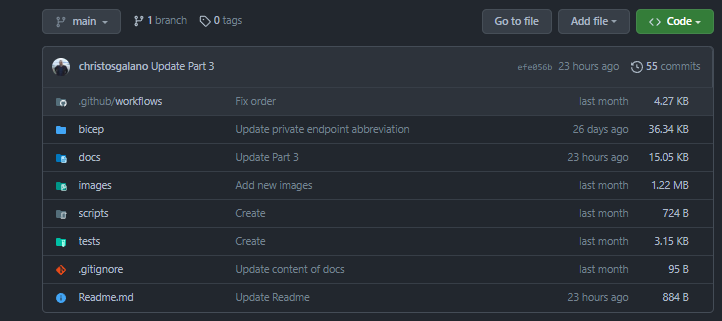 main 1 branch 0 tags Go to file Add file Code
christosgalano Update Part 3 efe056b 23 hours ago 55 commits
.github/workflows Fix order last month 4.27 KB
bicep Update private endpoint abbreviation 26 days ago 36.34 KB
docs Update Part 3 23 hours ago 15.05 KB
images Add new images last month 1.22 MB
scripts Create last month 724 B
tests Create last month 3.15 KB
.gitignore Update content of docs last month 95 B
Readme.md Update Readme 23 hours ago 884 B